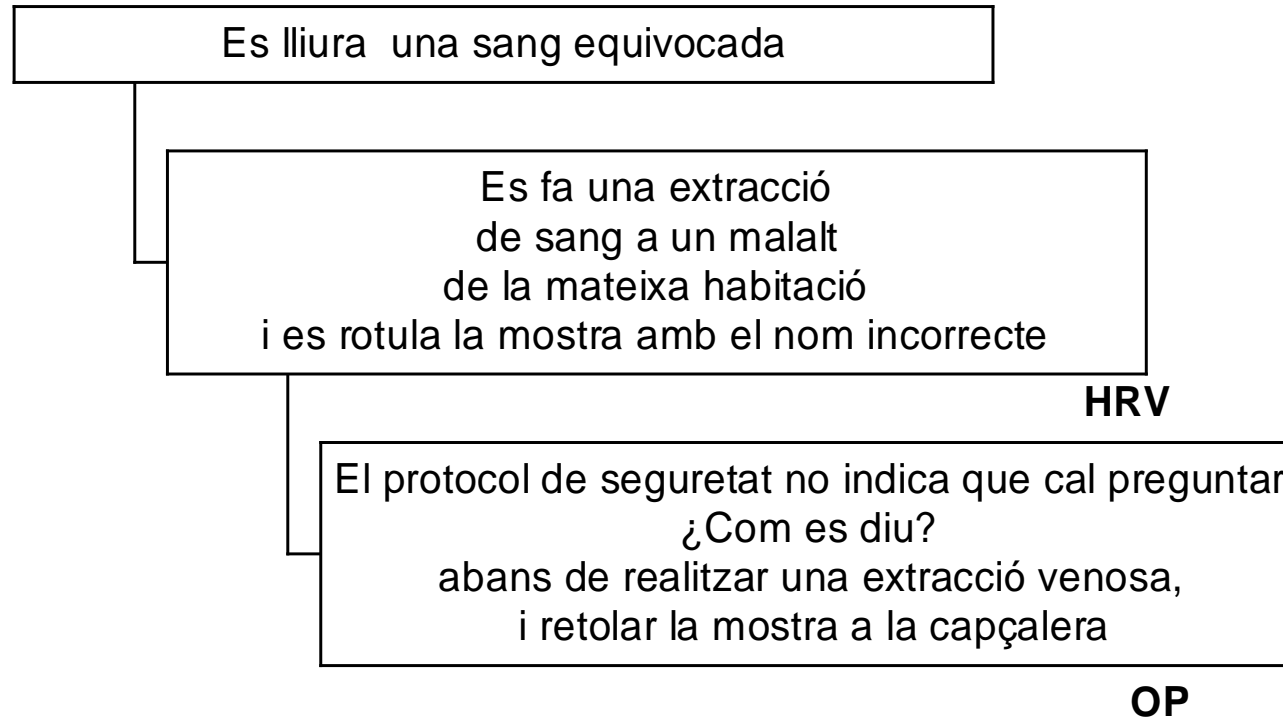 Es lliura una sang equivocada
Es fa una extracció
de sang a un malalt
de la mateixa habitació
i es rotula la mostra amb el nom incorrecte
HRV
El protocol de seguretat no indica que cal preguntar
¿Com es diu?
abans de realitzar una extracció venosa,
i retolar la mostra a la capçalera
OP